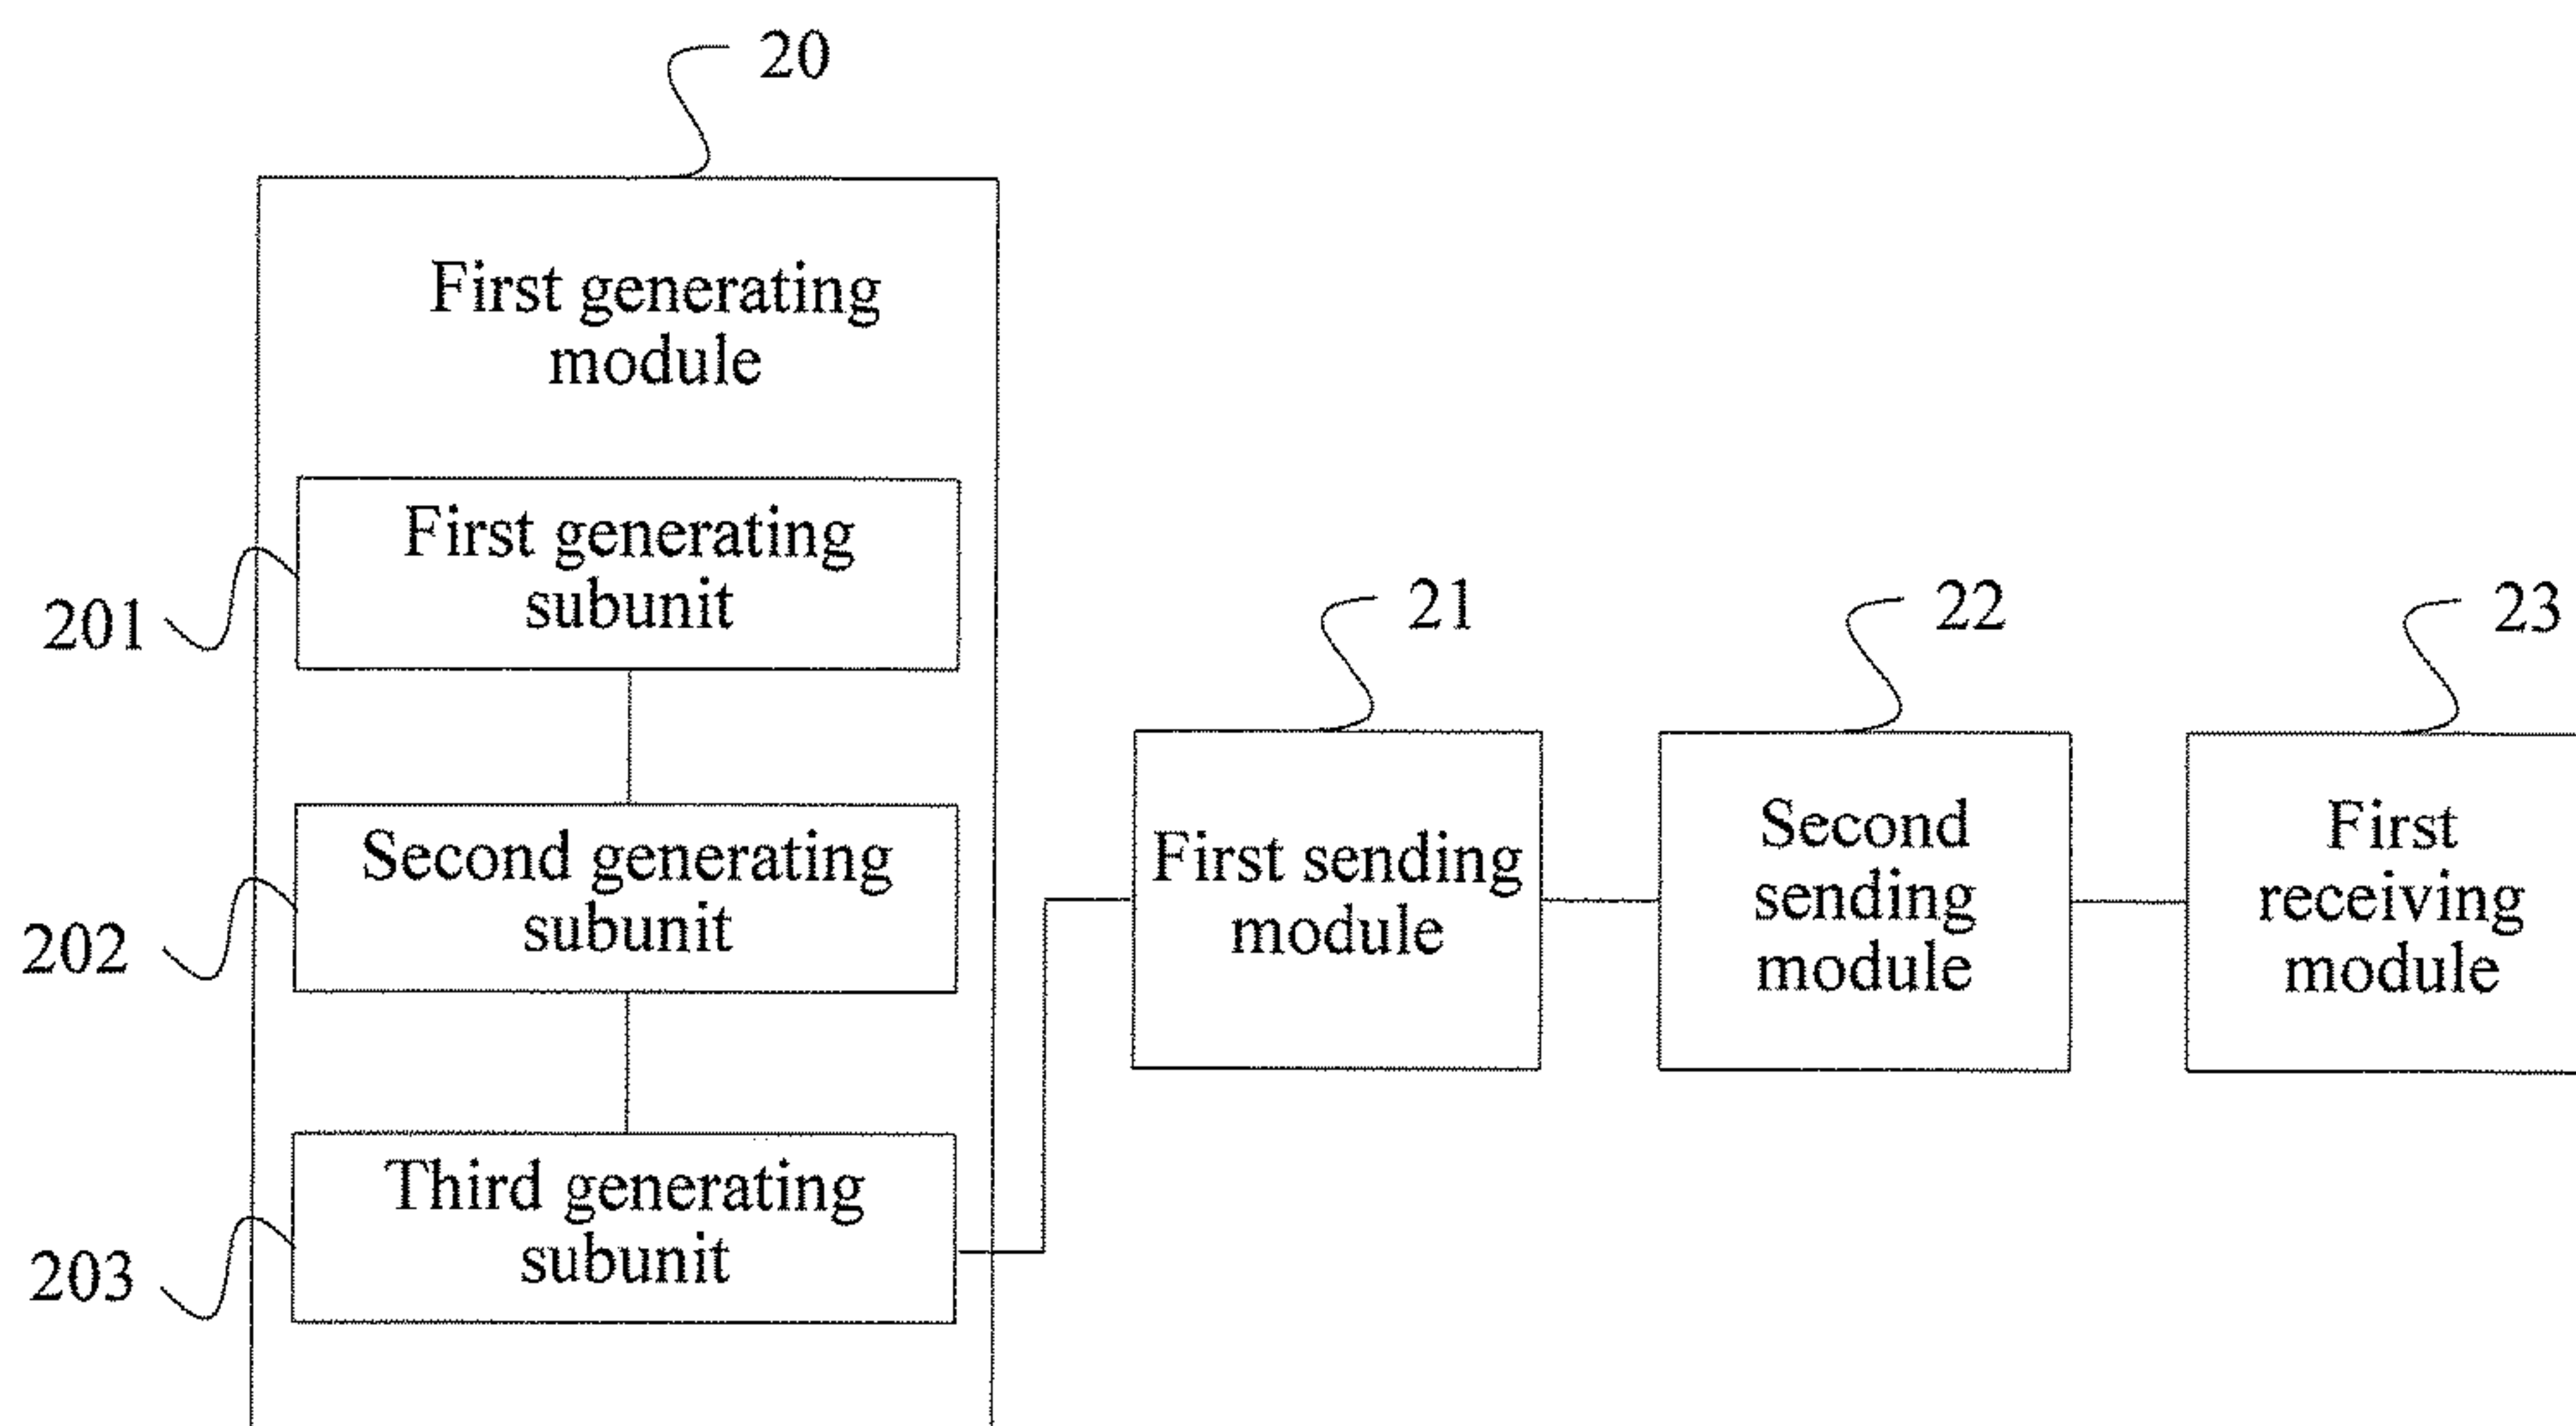 20
First generating
module
First generating
subunit
201
Second generating
subunit
202
Third generating
subunit
203
21
First sending
module
22
Second
sending
module
23
First
receiving
module